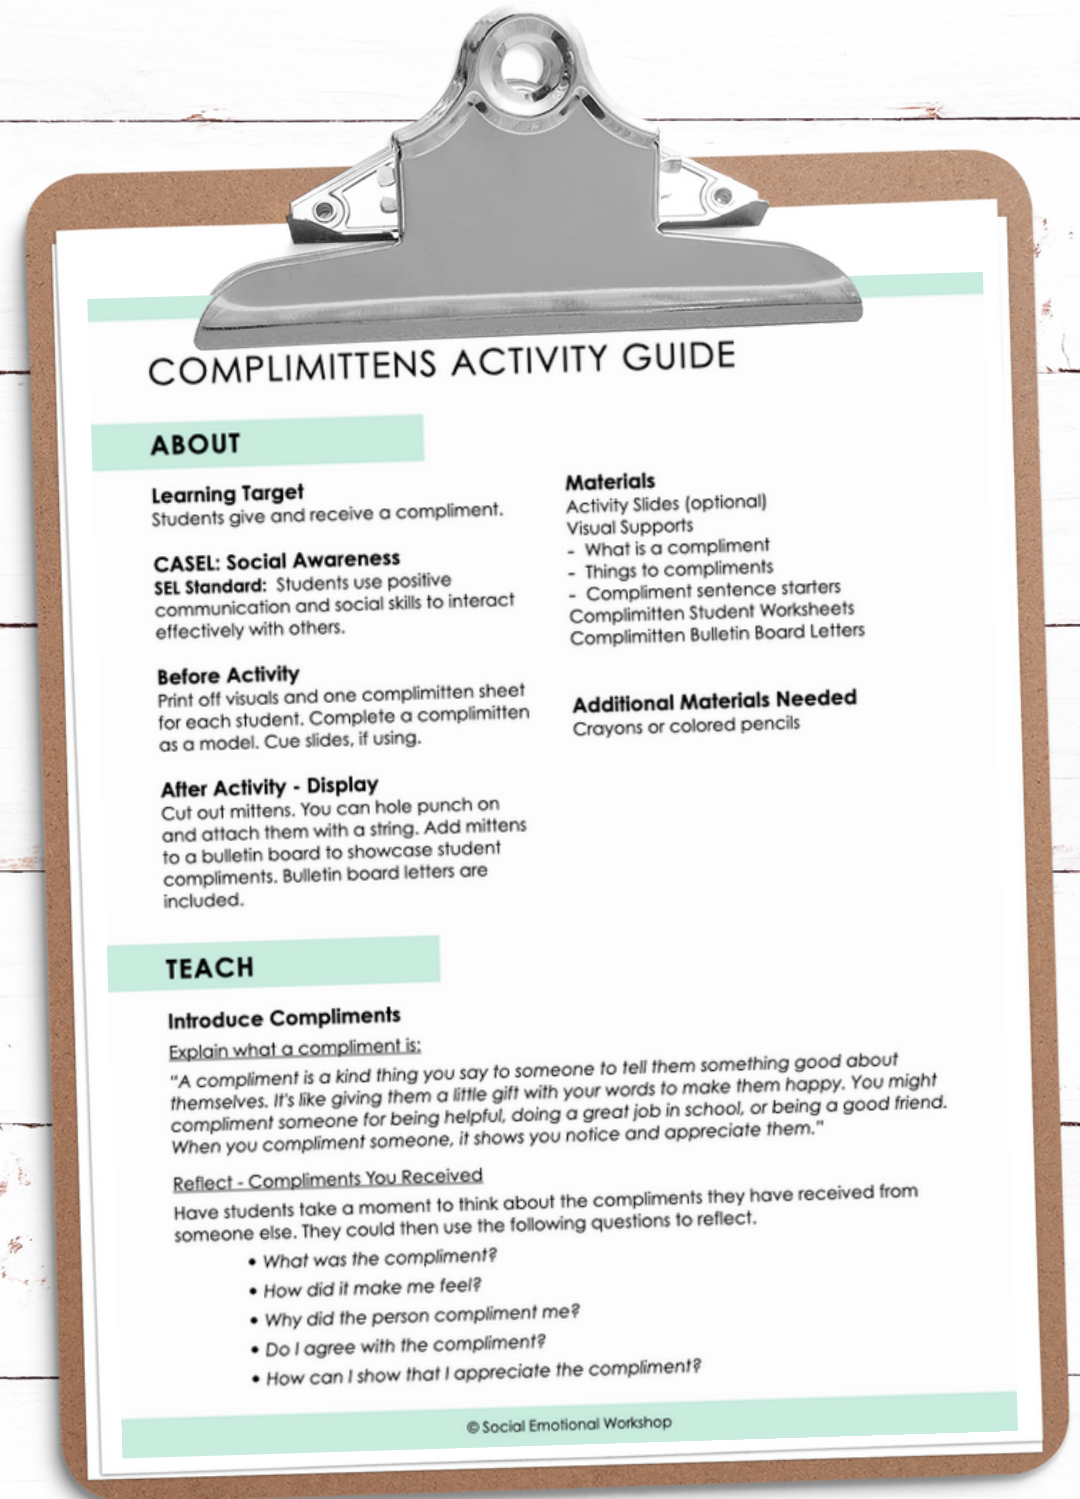 COMPLIMITTENS ACTIVITY GUIDE
ABOUT
Learning Target
Students give and receive a compliment.
CASEL: Social Awareness
SEL Standard: Students use positive
communication and social skills to interact
effectively with others.
Before Activity
Print off visuals and one complimitten sheet
for each student. Complete a complimitten
as a model. Cue slides, if using.
After Activity - Display
Cut out mittens. You can hole punch on
and attach them with a string. Add mittens
to a bulletin board to showcase student
compliments. Bulletin board letters are
included.
Materials
Activity Slides (optional)
Visual Supports
- What is a compliment
- Things to compliments
- Compliment sentence starters
Complimitten Student Worksheets
Complimitten Bulletin Board Letters
Additional Materials Needed
Crayons or colored pencils
TEACH
Introduce Compliments
Explain what a compliment is:
"A compliment is a kind thing you say to someone to tell them something good about
themselves. It's like giving them a little gift with your words to make them happy. You might
compliment someone for being helpful, doing a great job in school, or being a good friend.
When you compliment someone, it shows you notice and appreciate them."
Reflect - Compliments You Received
Have students take a moment to think about the compliments they have received from
someone else. They could then use the following questions to reflect.
• What was the compliment?
• How did it make me feel?
• Why did the person compliment me?
• Do I agree with the compliment?
• How can I show that I appreciate the compliment?
© Social Emotional Workshop